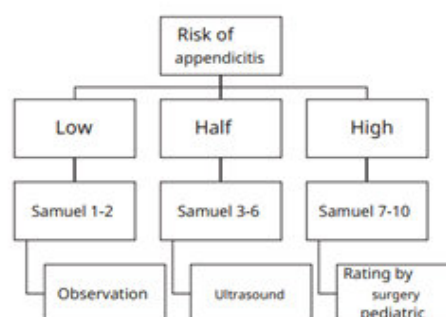 Risk of
appendicitis
Low
Half
High
Samuel 1-2
Samuel 3-6
Samuel 7-10
Observation
Ultrasound
Rating by
surgery
pediatric